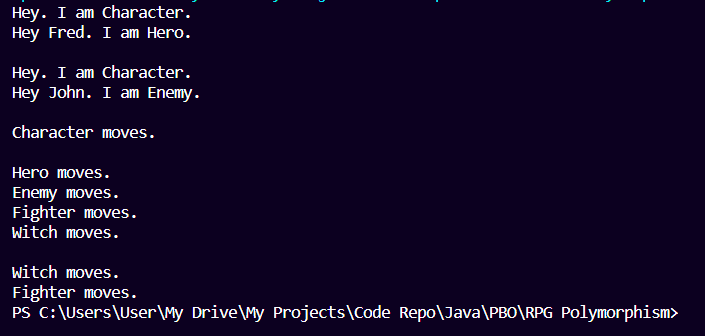 Hey. I am Character.
Hey Fred. I am Hero.
Hey. I am Character.
Hey John. I am Enemy.
Character moves.
Hero moves.
Enemy moves.
Fighter moves.
Witch moves.
Witch moves.
Fighter moves.
PS C:\Users\User\My Drive\My Projects\Code Repo\Java\PBO\RPG Polymorphism>